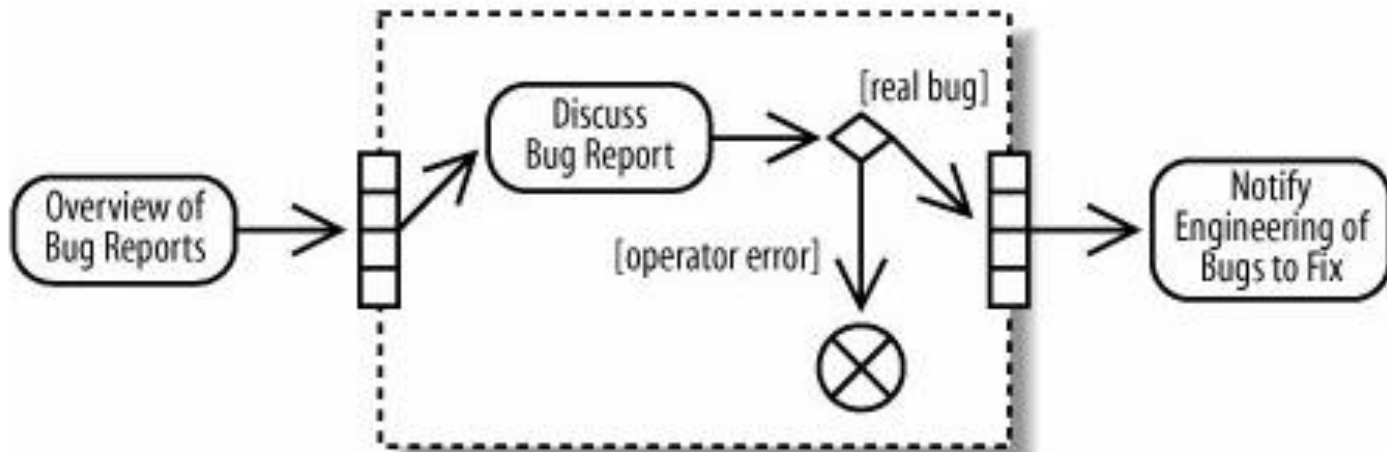 Overview of
Bug Reports
Discuss
Bug Report
[real bug]
[operator error]
Notify
Engineering of
Bugs to Fix